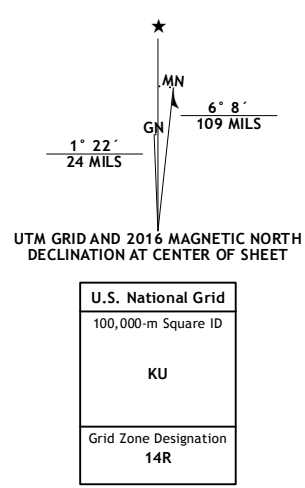 ★
MN
GN
6° 8´
109 MILS
1° 22´
24 MILS
UTM GRID AND 2016 MAGNETIC NORTH
DECLINATION AT CENTER OF SHEET
U.S. National Grid
100,000-m Square ID
KU
Grid Zone Designation
14R